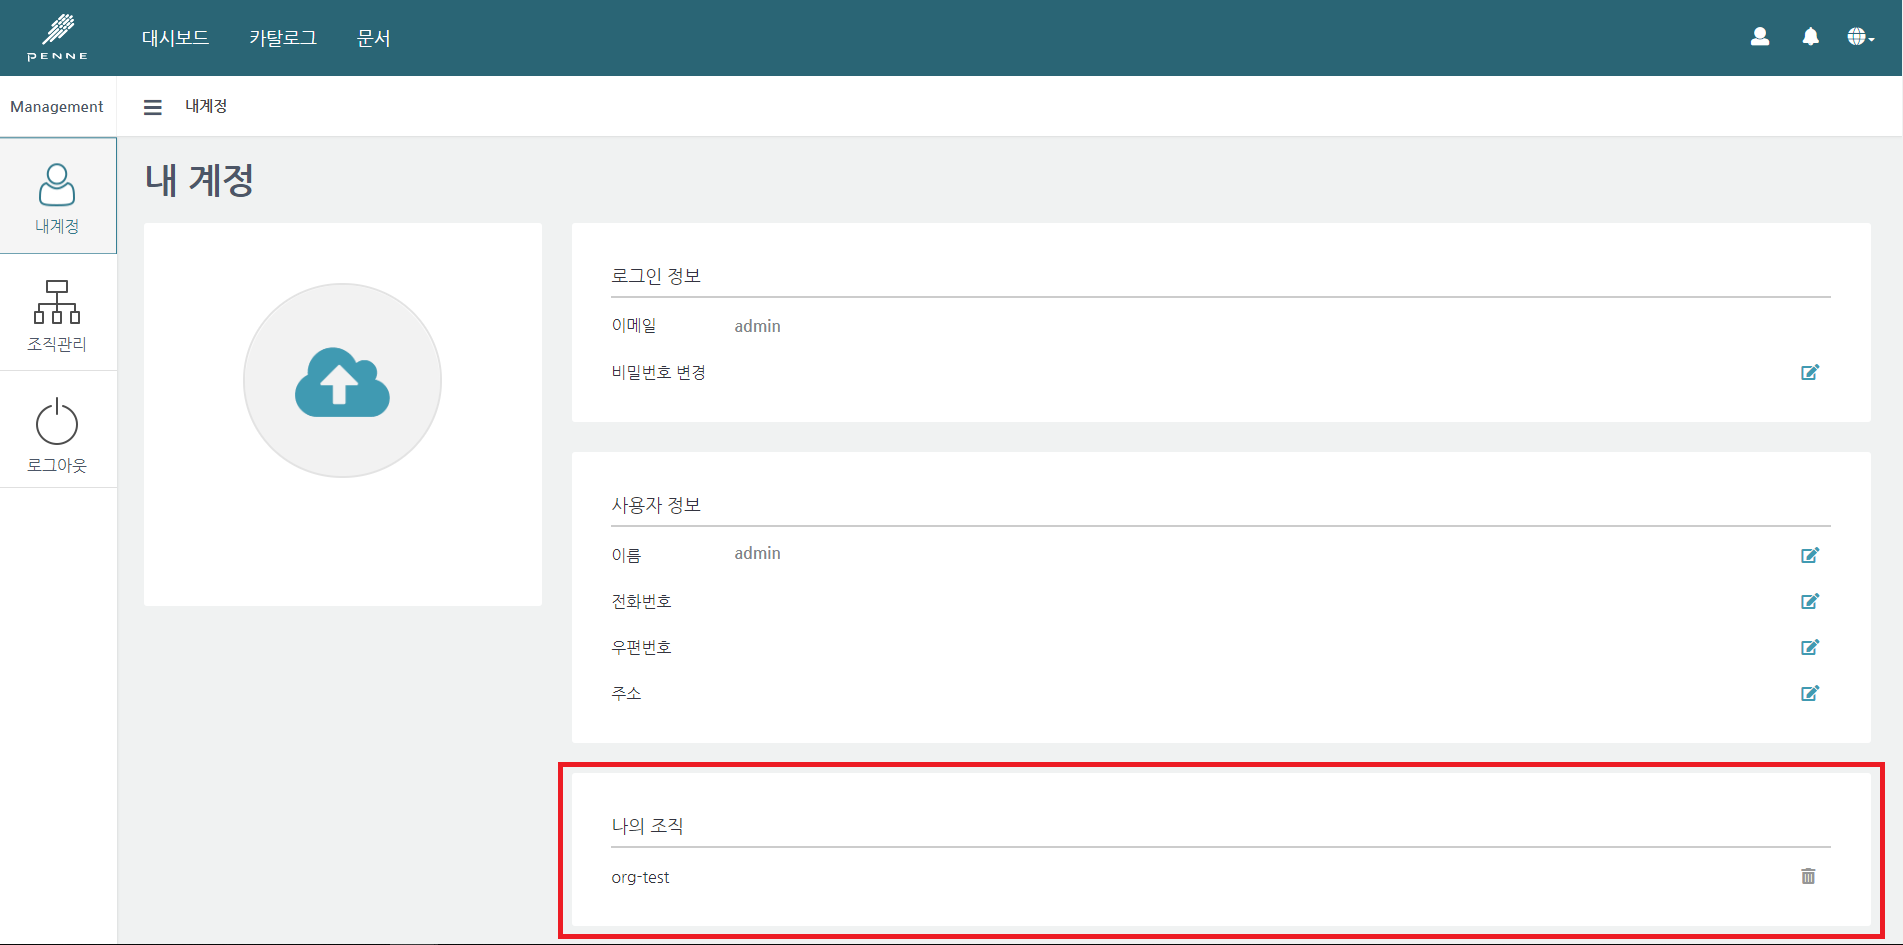 PENNE
대시보드 카탈로그 문서
Management
내계정
내계정
조직관리
로그아웃
내 계정
로그인 정보
이메일 admin
비밀번호 변경
사용자 정보
이름 admin
전화번호
우편번호
주소
나의 조직
org-test